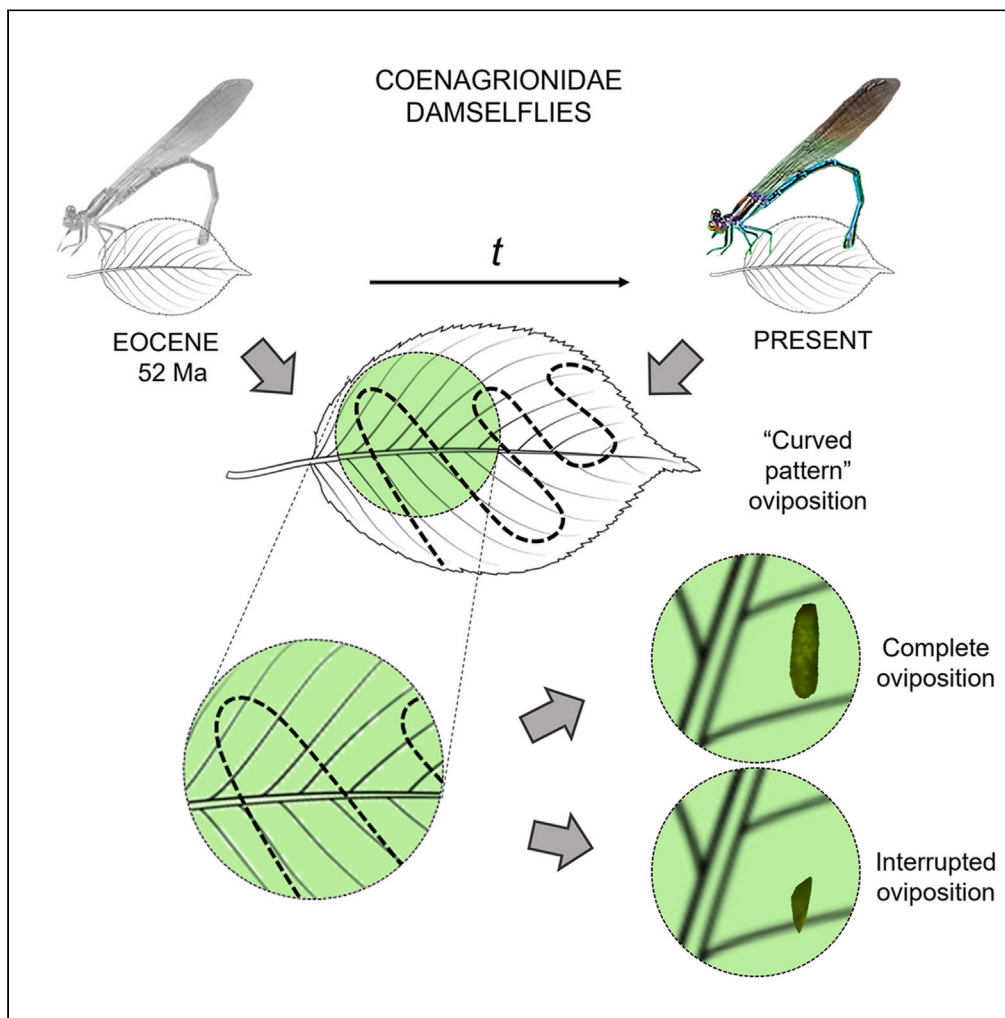 COENAGRIONIDAE
DAMSELFLIES
t
EOCENE
52 Ma
PRESENT
“Curved
pattern”
oviposition
Complete
oviposition
Interrupted
oviposition